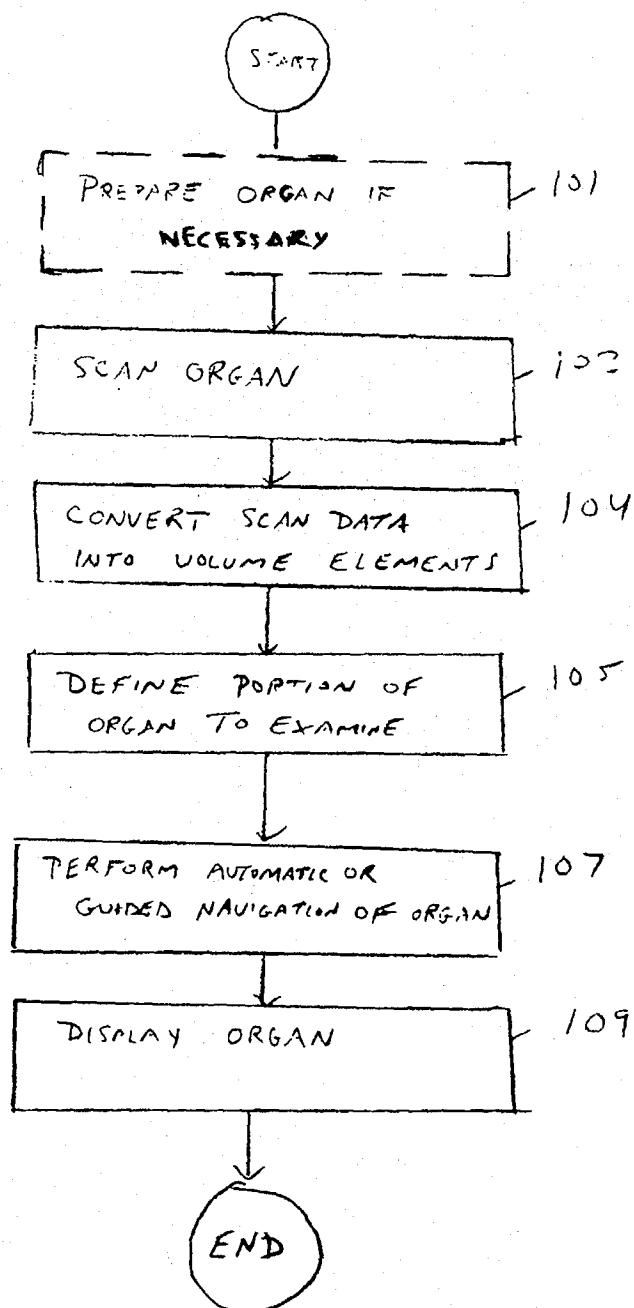 START
PREPARE ORGAN IF 101
NECESSARY
SCAN ORGAN 103
CONVERT SCAN DATA 104
INTO VOLUME ELEMENTS
DEFINE PORTION OF 105
ORGAN TO EXAMINE
PERFORM AUTOMATIC OR 107
GUIDED NAVIGATION OF ORGAN
DISPLAY ORGAN 109
END